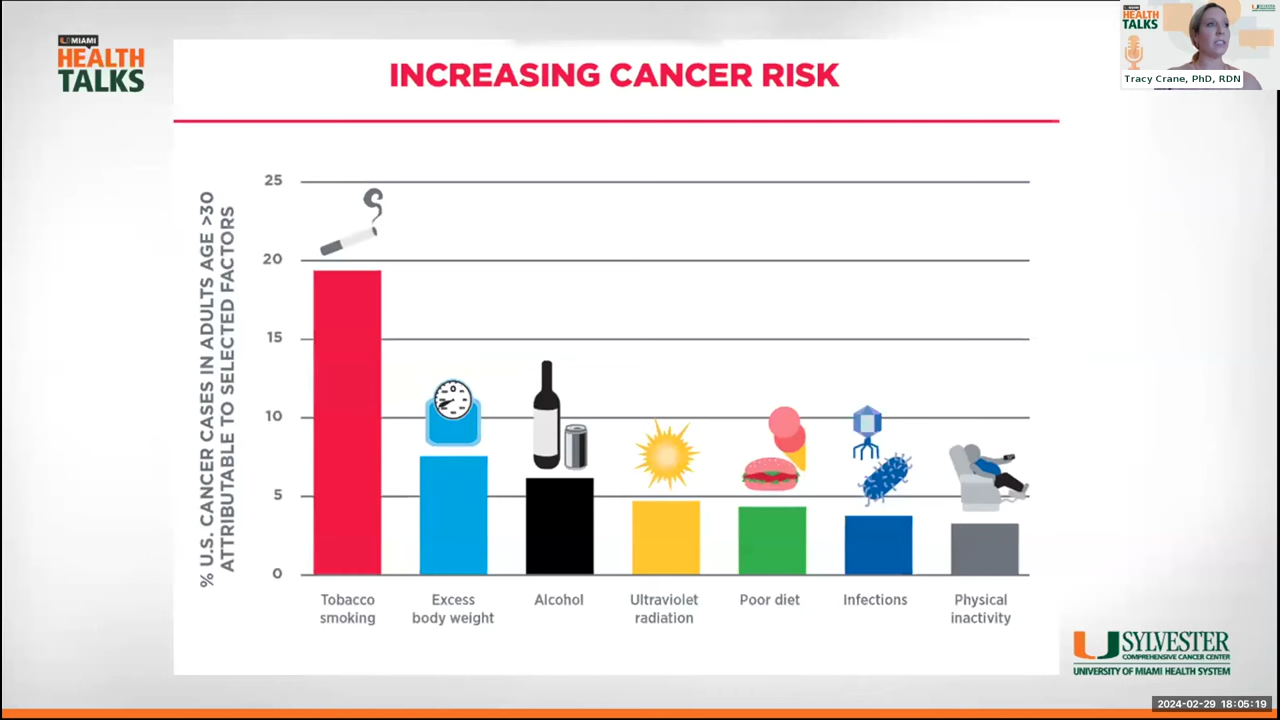 MIAMI
HEALTH
TALKS
INCREASING CANCER RISK
HEALTH
TALKS
Tracy Crane, PhD, RDN
% U.S. CANCER CASES IN ADULTS AGE >30
ATTRIBUTABLE TO SELECTED FACTORS
25
20
15
10
5
0
Tobacco
smoking
Excess
body weight
Alcohol
Ultraviolet
radiation
Poor diet
Infections
Physical
inactivity
SYLVESTER
COMPREHENSIVE CANCER CENTER
UNIVERSITY OF MIAMI HEALTH SYSTEM
2024-02-29 18:05:19